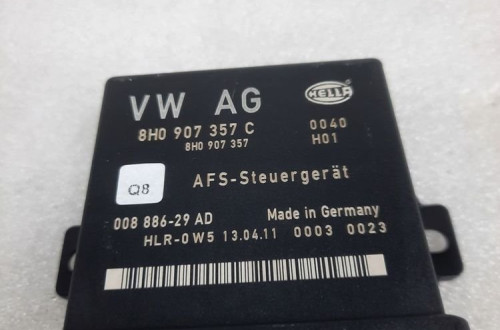 VW AG
HELLA
8H0 907 357 C
0040
8H0 907 357
H01
Q8
AFS-Steuergerät
008 886-29 AD
Made in Germany
HLR-0W5 13.04.11 0003 0023